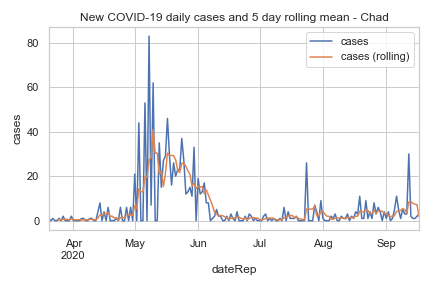 New COVID-19 daily cases and 5 day rolling mean - Chad
cases
cases (rolling)
80
60
40
20
0
cases
Apr
2020
May
Jun
Jul
Aug
Sep
dateRep